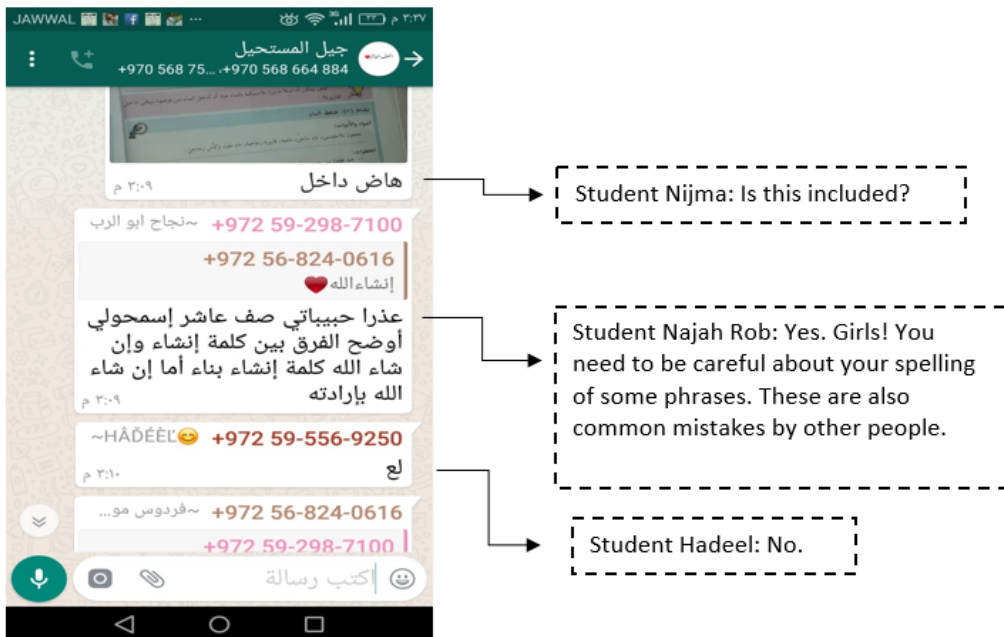 JAWWAL ... ٣:٣٧ م
جيل المستحيل
+970 568 75...، +970 568 664 884
هاض داخل
٣:٠٩ م
+972 59-298-7100 ~نجاح ابو الرب
+972 56-824-0616
إنشاءالله❤️
عذرا حبيباتي صف عاشر إسمحولي
أوضح الفرق بين كلمة إنشاء وإن
شاء الله كلمة إنشاء بناء أما إن شاء
الله بإرادته
٣:٠٩ م
+972 59-556-9250 😊HÂĎÉÈĽ~
لع
٣:١٠ م
+972 56-824-0616 ~فردوس مو...
+972 59-298-7100
اكتب رسالة
Student Nijma: Is this included?
Student Najah Rob: Yes. Girls! You
need to be careful about your spelling
of some phrases. These are also
common mistakes by other people.
Student Hadeel: No.